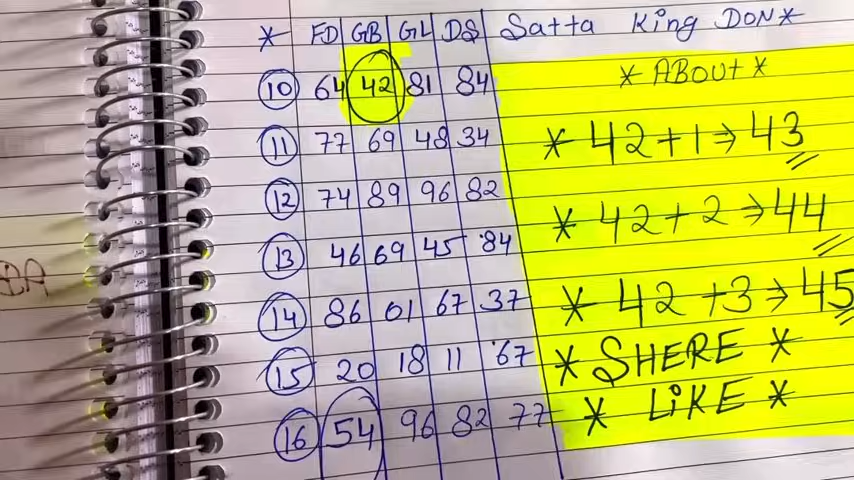 * FD GB GL DS Satta King DON*
* ABOUT *
10 64 42 81 84
11 77 69 48 34
* 42+1⇒43
12 74 89 96 82
* 42+2⇒44
13 46 69 45 84
14 86 01 67 37
* 42+3⇒45
15 20 18 11 67
* SHERE *
16 54 96 82 77
* LIKE *